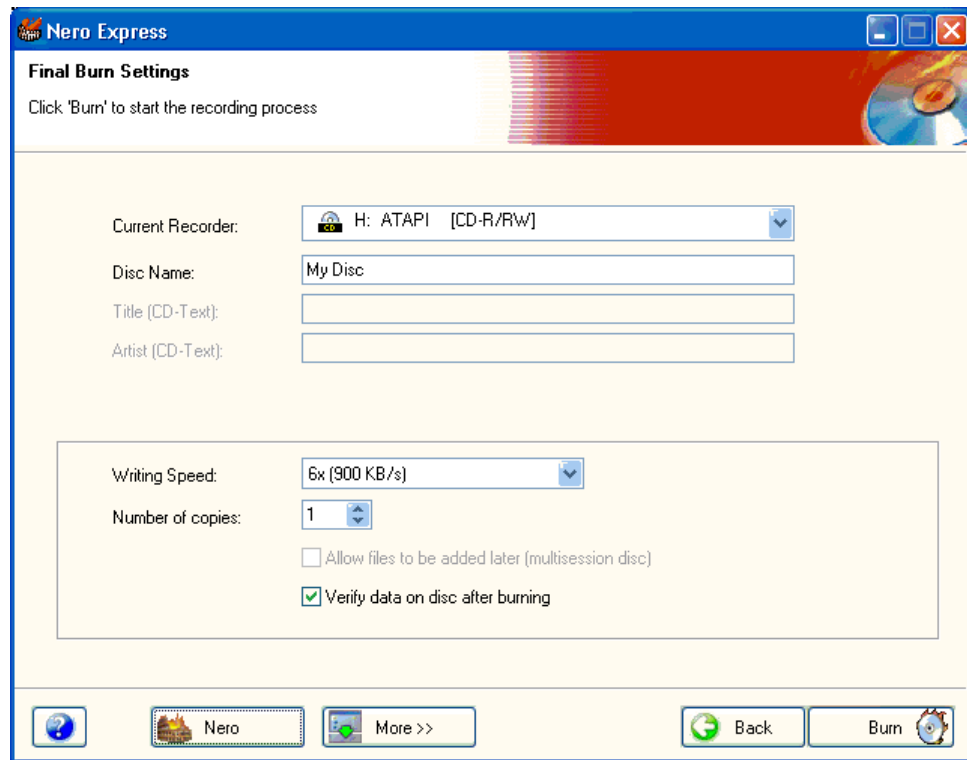 Nero Express
Final Burn Settings
Click 'Burn' to start the recording process
Current Recorder: H: ATAPI [CD-R/RW]
Disc Name: My Disc
Title (CD-Text):
Artist (CD-Text):
Writing Speed: 6x (900 KB/s)
Number of copies: 1
Allow files to be added later (multisession disc)
Verify data on disc after burning
Nero More >> Back Burn